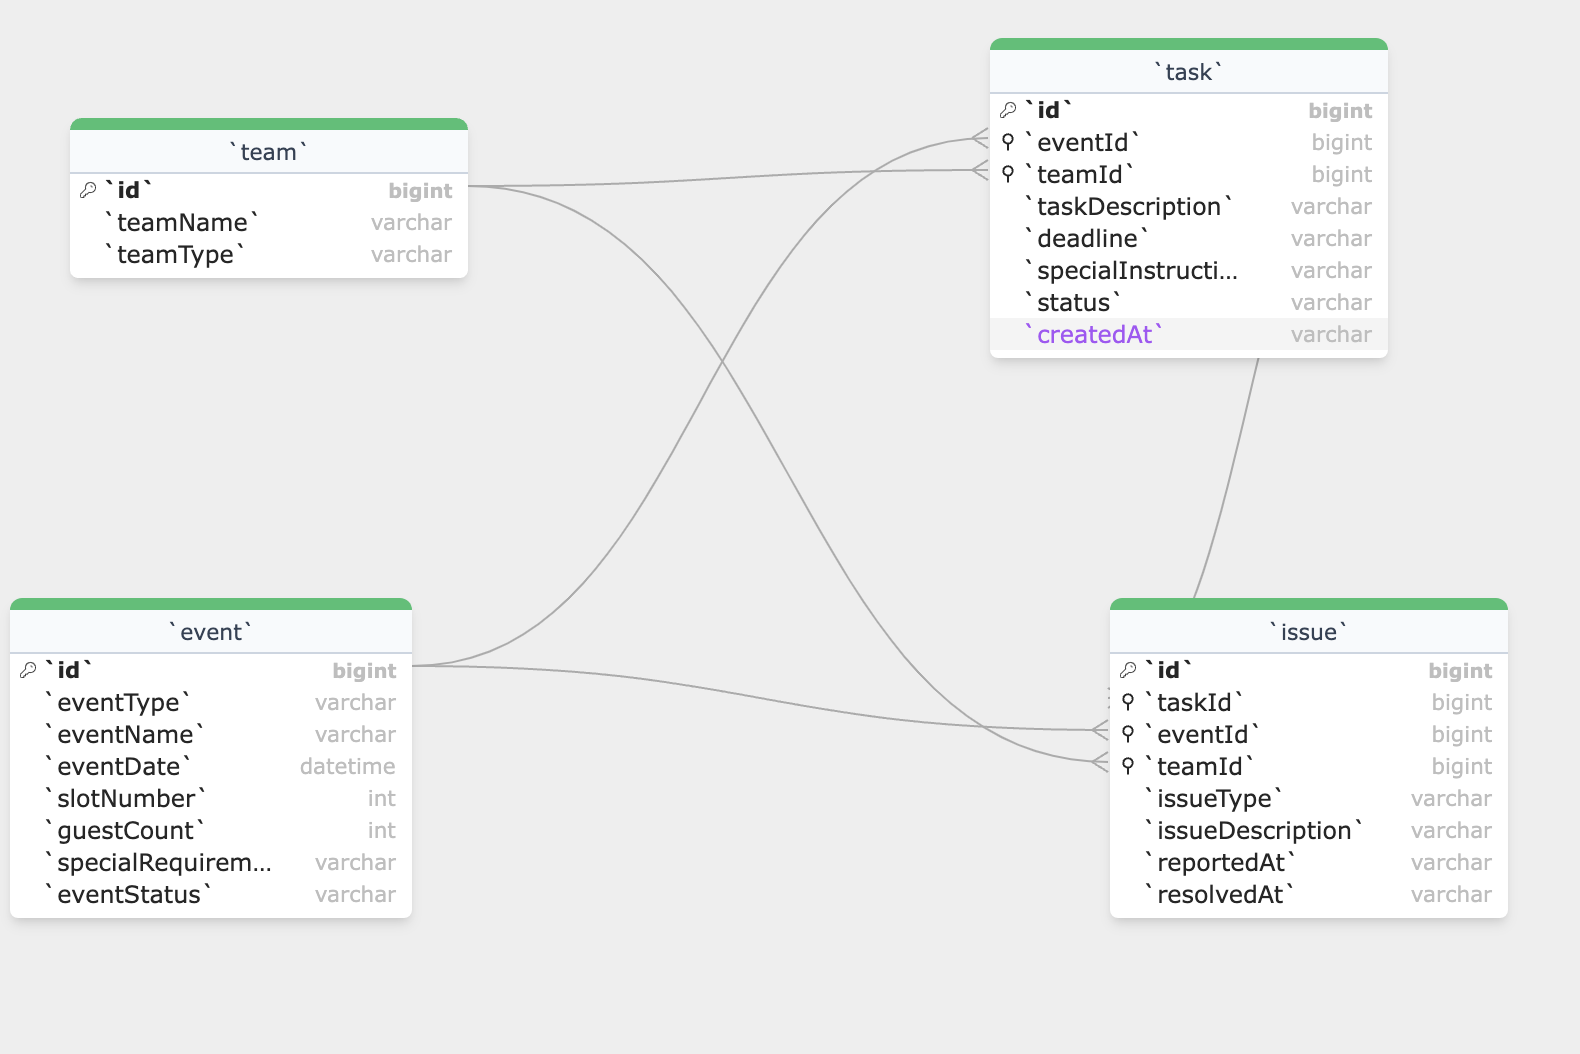 `team`
`id` bigint
`teamName` varchar
`teamType` varchar
`task`
`id` bigint
`eventId` bigint
`teamId` bigint
`taskDescription` varchar
`deadline` varchar
`specialInstructi... varchar
`status` varchar
`createdAt` varchar
`event`
`id` bigint
`eventType` varchar
`eventName` varchar
`eventDate` datetime
`slotNumber` int
`guestCount` int
`specialRequirem... varchar
`eventStatus` varchar
`issue`
`id` bigint
`taskId` bigint
`eventId` bigint
`teamId` bigint
`issueType` varchar
`issueDescription` varchar
`reportedAt` varchar
`resolvedAt` varchar